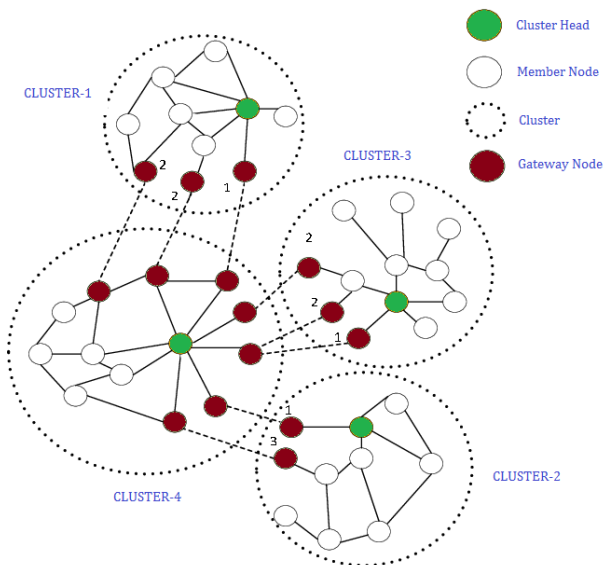 Cluster Head
Member Node
Cluster
Gateway Node
CLUSTER-1
2
2
1
CLUSTER-3
2
2
1
1
3
CLUSTER-4
CLUSTER-2